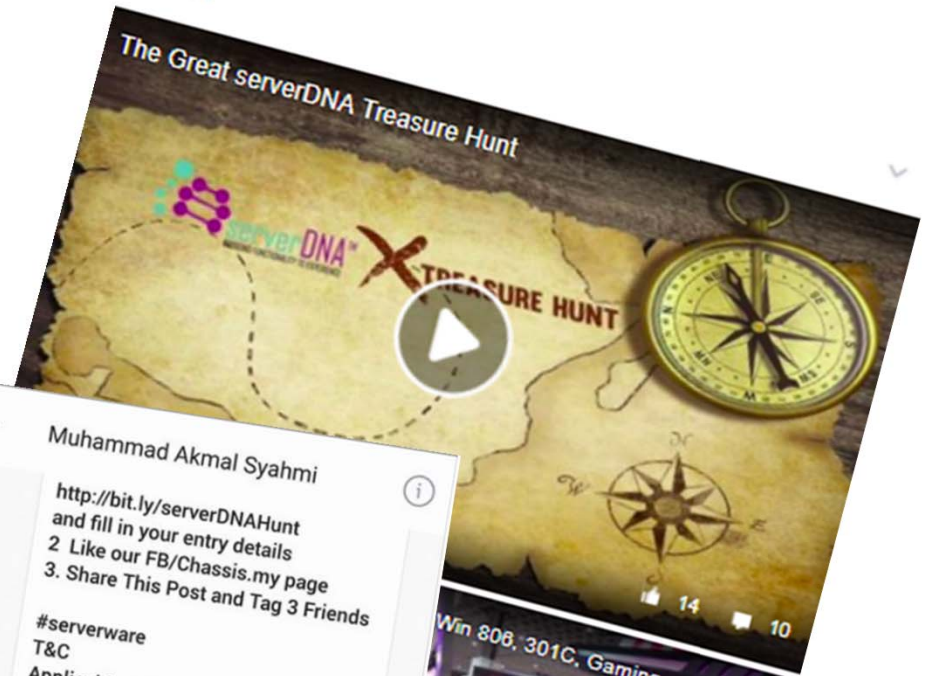 The Great serverDNA Treasure Hunt
serverDNA™
X-TREASURE HUNT
N
W
E
S
14
10
Muhammad Akmal Syahmi
http://bit.ly/serverDNAHunt
and fill in your entry details
2 Like our FB/Chassis.my page
3. Share This Post and Tag 3 Friends
#serverware
T&C
Win 806, 301C, Gaming